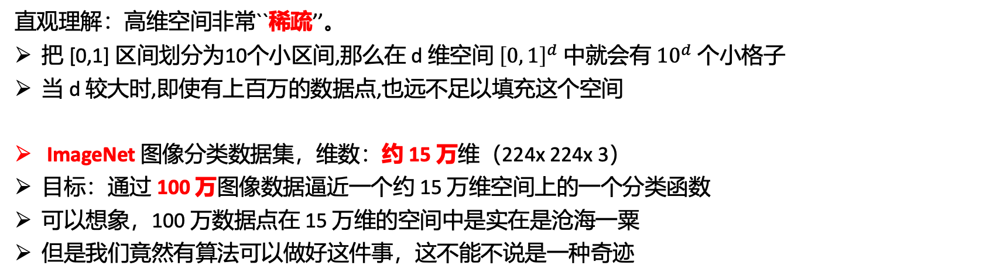 直观理解：高维空间非常``稀疏’’。
➢ 把 [0,1] 区间划分为10个小区间,那么在 d 维空间 [0, 1]^d 中就会有 10^d 个小格子
➢ 当 d 较大时,即使有上百万的数据点,也远不足以填充这个空间
➢ ImageNet 图像分类数据集，维数：约 15 万维（224x 224x 3）
➢ 目标：通过 100 万图像数据逼近一个约 15 万维空间上的一个分类函数
➢ 可以想象，100 万数据点在 15 万维的空间中是实在是沧海一粟
➢ 但是我们竟然有算法可以做好这件事，这不能不说是一种奇迹